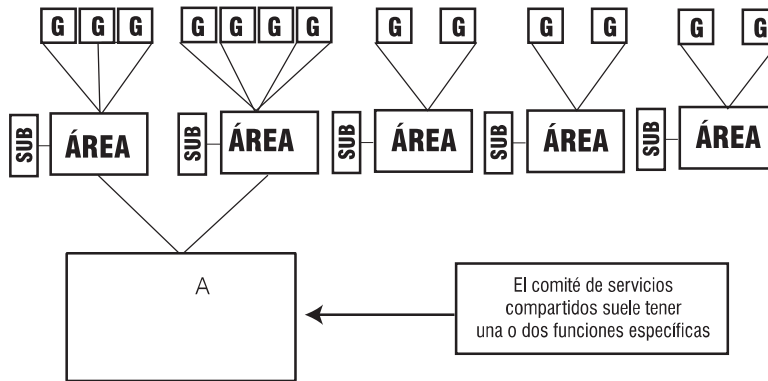 G G G G G G G G G G G G G
SUB ÁREA SUB ÁREA SUB ÁREA SUB ÁREA SUB ÁREA
A
El comité de servicios
compartidos suele tener
una o dos funciones específicas